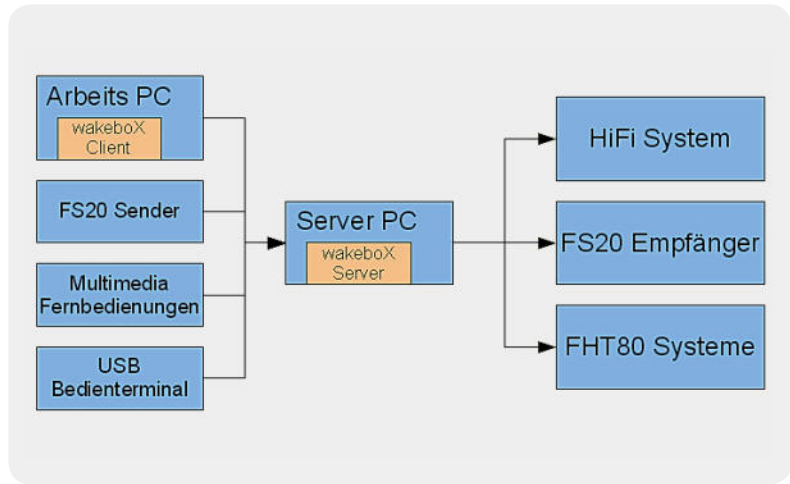 Arbeits PC
wakeboX
Client
FS20 Sender
Multimedia
Fernbedienungen
USB
Bedienterminal
Server PC
wakeboX
Server
HiFi System
FS20 Empfänger
FHT80 Systeme